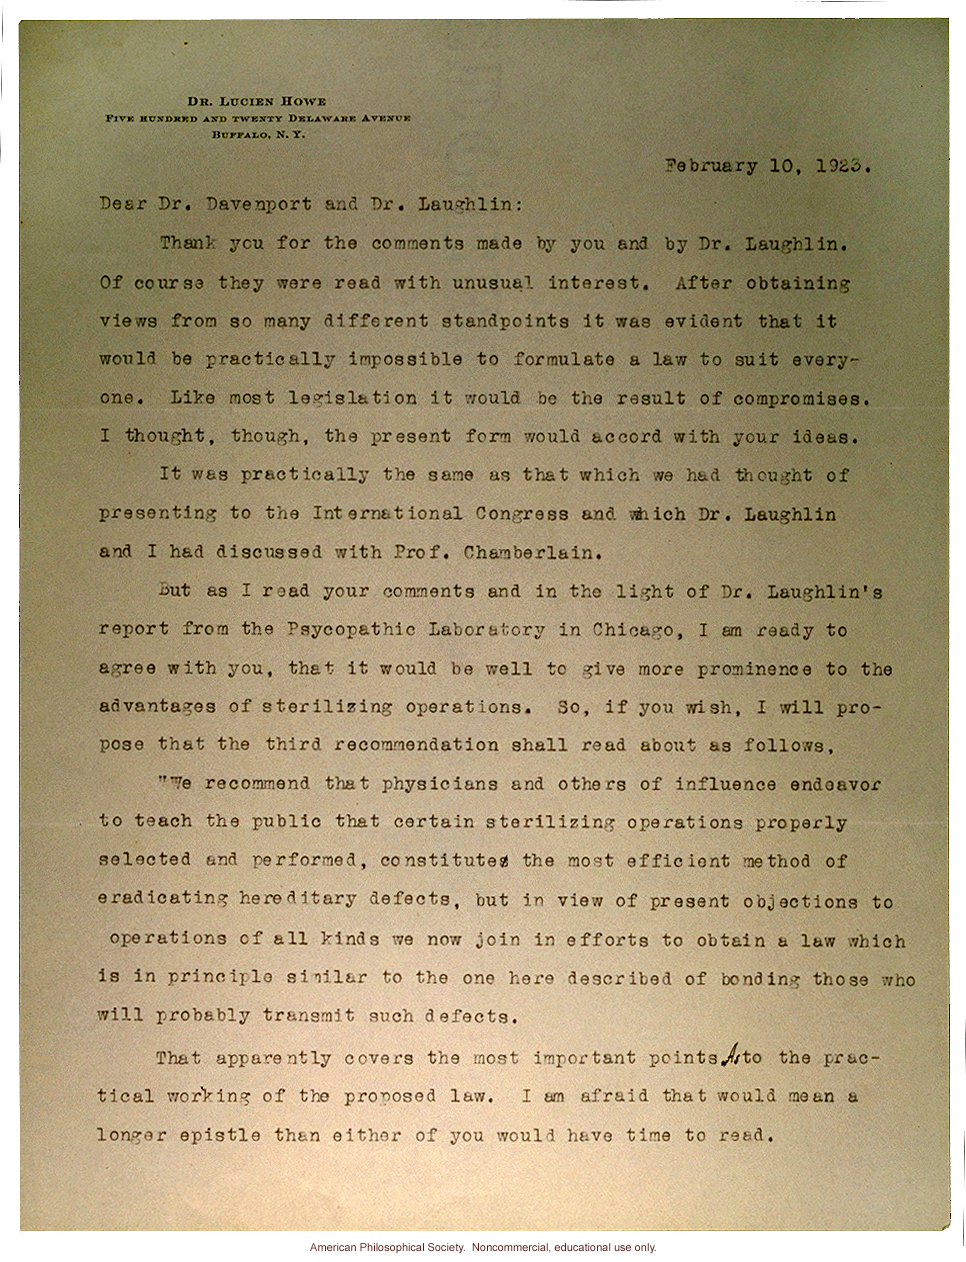 DR. LUCIEN HOWE
FIVE HUNDRED AND TWENTY DELAWARE AVENUE
BUFFALO, N. Y.
February 10, 1923.
Dear Dr. Davenport and Dr. Laughlin:
Thank you for the comments made by you and by Dr. Laughlin.
Of course they were read with unusual interest. After obtaining
views from so many different standpoints it was evident that it
would be practically impossible to formulate a law to suit every-
one. Like most legislation it would be the result of compromises.
I thought, though, the present form would accord with your ideas.
It was practically the same as that which we had thought of
presenting to the International Congress and which Dr. Laughlin
and I had discussed with Prof. Chamberlain.
But as I read your comments and in the light of Dr. Laughlin's
report from the Psycopathic Laboratory in Chicago, I am ready to
agree with you, that it would be well to give more prominence to the
advantages of sterilizing operations. So, if you wish, I will pro-
pose that the third recommendation shall read about as follows,
"We recommend that physicians and others of influence endeavor
to teach the public that certain sterilizing operations properly
selected and performed, constitute the most efficient method of
eradicating hereditary defects, but in view of present objections to
operations of all kinds we now join in efforts to obtain a law which
is in principle similar to the one here described of bonding those who
will probably transmit such defects.
That apparently covers the most important points. As to the prac-
tical working of the proposed law. I am afraid that would mean a
longer epistle than either of you would have time to read.
American Philosophical Society. Noncommercial, educational use only.